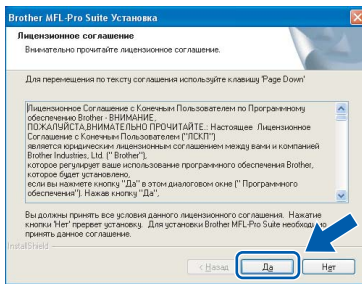 Brother MFL-Pro Suite Установка
Лицензионное соглашение
Внимательно прочитайте лицензионное соглашение.
Для перемещения по тексту соглашения используйте клавишу 'Page Down'
Лицензионное Соглашение с Конечным Пользователем по Программному
обеспечению Brother - ВНИМАНИЕ,
ПОЖАЛУЙСТА,ВНИМАТЕЛЬНО ПРОЧИТАЙТЕ.: Настоящее Лицензионное
Соглашение с Конечным Пользователем ("ЛСКП")
является юридическим лицензионным соглашением между вами и компанией
Brother Industries, Ltd. (" Brother"),
которое регулирует ваше использование программного обеспечения Brother,
которое будет установлено,
если вы нажмете кнопку "Да" в этом диалоговом окне (" Программного
обеспечения"). Нажав кнопку "Да",
Вы должны принять все условия данного лицензионного соглашения. Нажатие
кнопки 'Нет' прервет установку. Для установки Brother MFL-Pro Suite необходимо
принять данное соглашение.
InstallShield
< Назад
Да
Нет